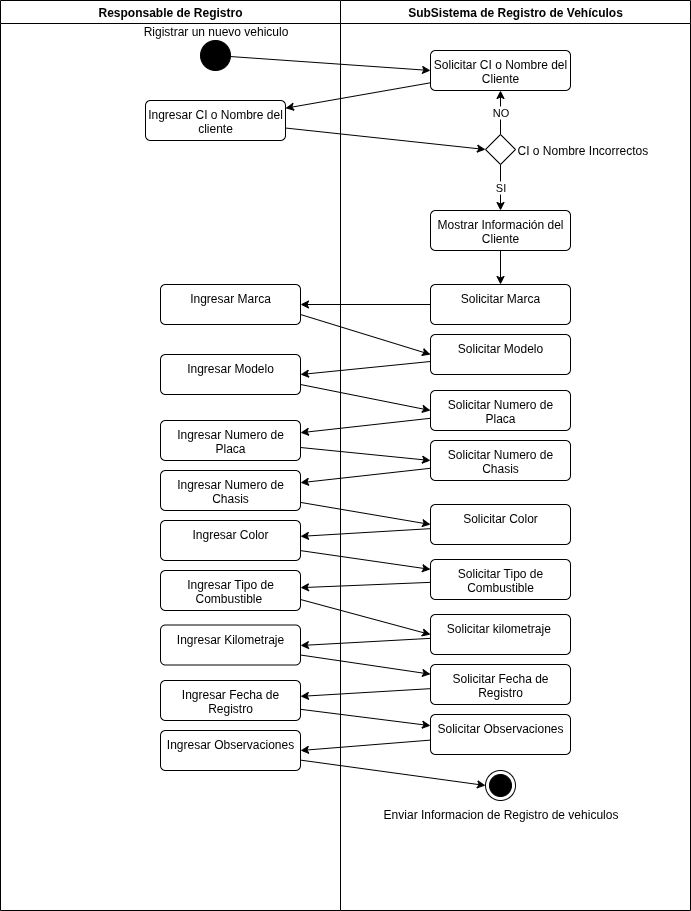 Responsable de Registro
SubSistema de Registro de Vehículos
Rigistrar un nuevo vehiculo
Solicitar CI o Nombre del
Cliente
Ingresar CI o Nombre del
cliente
NO
CI o Nombre Incorrectos
SI
Mostrar Información del
Cliente
Ingresar Marca
Solicitar Marca
Solicitar Modelo
Ingresar Modelo
Solicitar Numero de
Placa
Ingresar Numero de
Placa
Solicitar Numero de
Chasis
Ingresar Numero de
Chasis
Solicitar Color
Ingresar Color
Solicitar Tipo de
Combustible
Ingresar Tipo de
Combustible
Solicitar kilometraje
Ingresar Kilometraje
Solicitar Fecha de
Registro
Ingresar Fecha de
Registro
Solicitar Observaciones
Ingresar Observaciones
Enviar Informacion de Registro de vehiculos